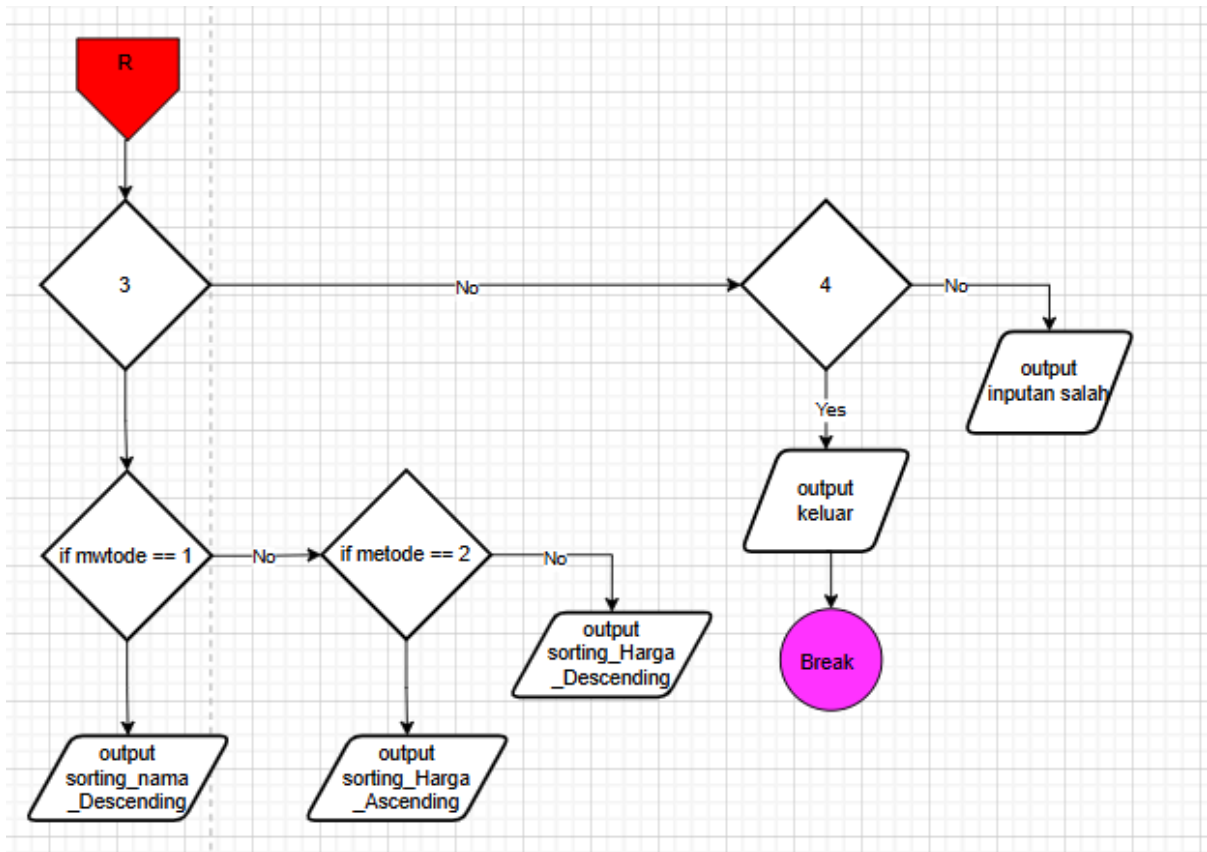 R
3
No
4
No
output
inputan salah
Yes
output
keluar
if mwtode == 1
No
if metode == 2
No
output
sorting_Harga
_Descending
Break
output
sorting_nama
_Descending
output
sorting_Harga
_Ascending